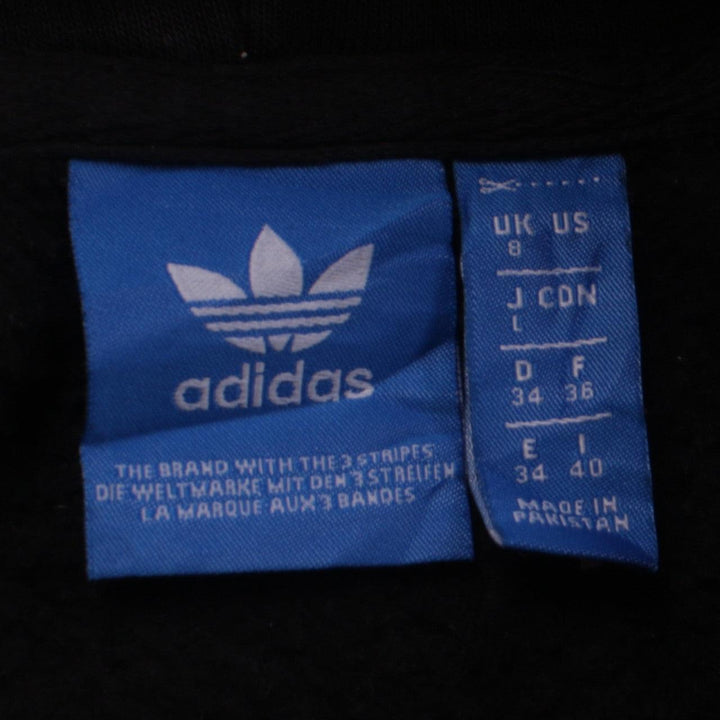 adidas
THE BRAND WITH THE 3 STRIPES
DIE WELTMARKE MIT DEN 3 STREIFEN
LA MARQUE AUX 3 BANDES
UK US
8
J CDN
L
D F
34 36
E I
34 40
MADE IN
PAKISTAN